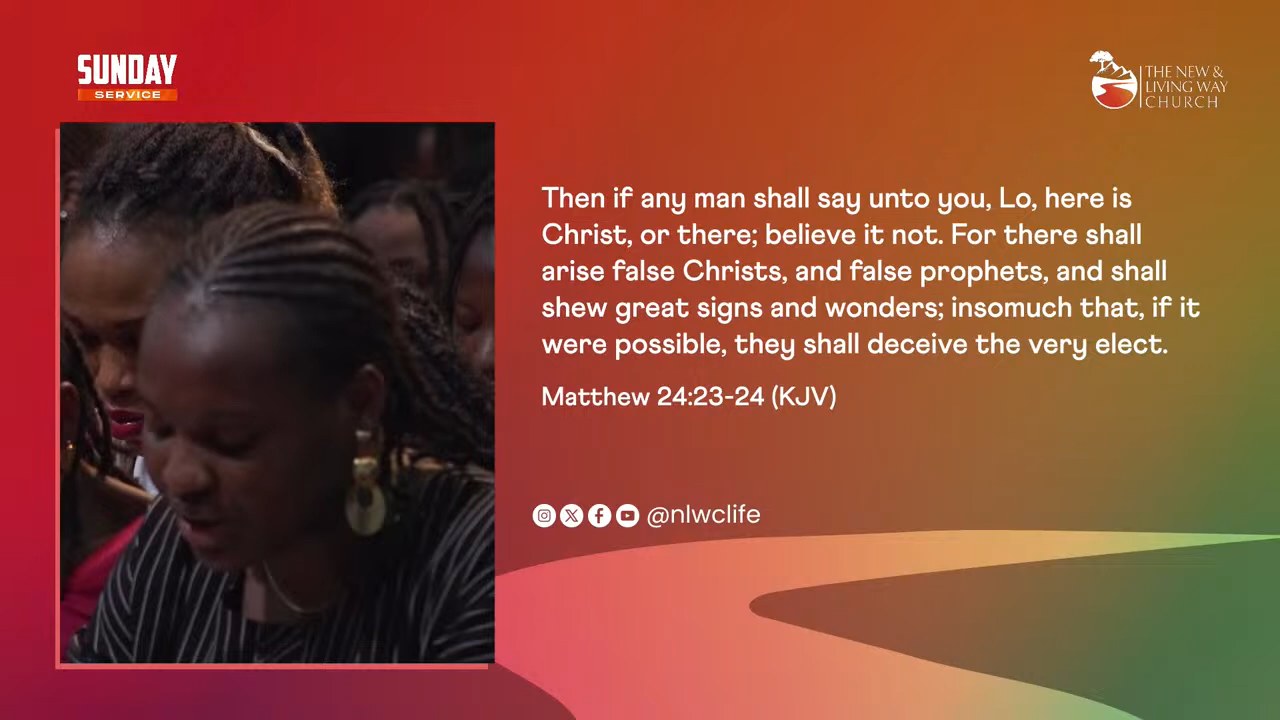 SUNDAY
SERVICE
THE NEW &
LIVING WAY
CHURCH
Then if any man shall say unto you, Lo, here is
Christ, or there; believe it not. For there shall
arise false Christs, and false prophets, and shall
shew great signs and wonders; insomuch that, if it
were possible, they shall deceive the very elect.
Matthew 24:23-24 (KJV)
@nlwclife